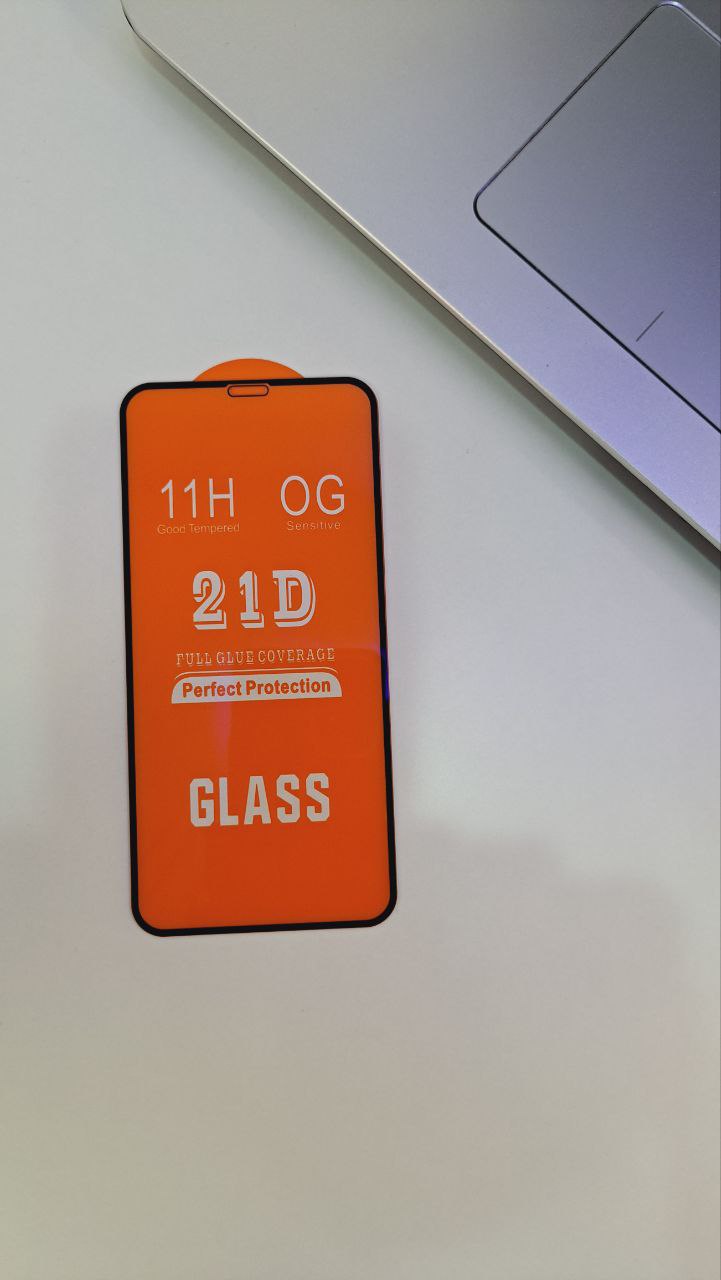 11H OG
Good Tempered Sensitive
21D
FULL GLUE COVERAGE
Perfect Protection
GLASS